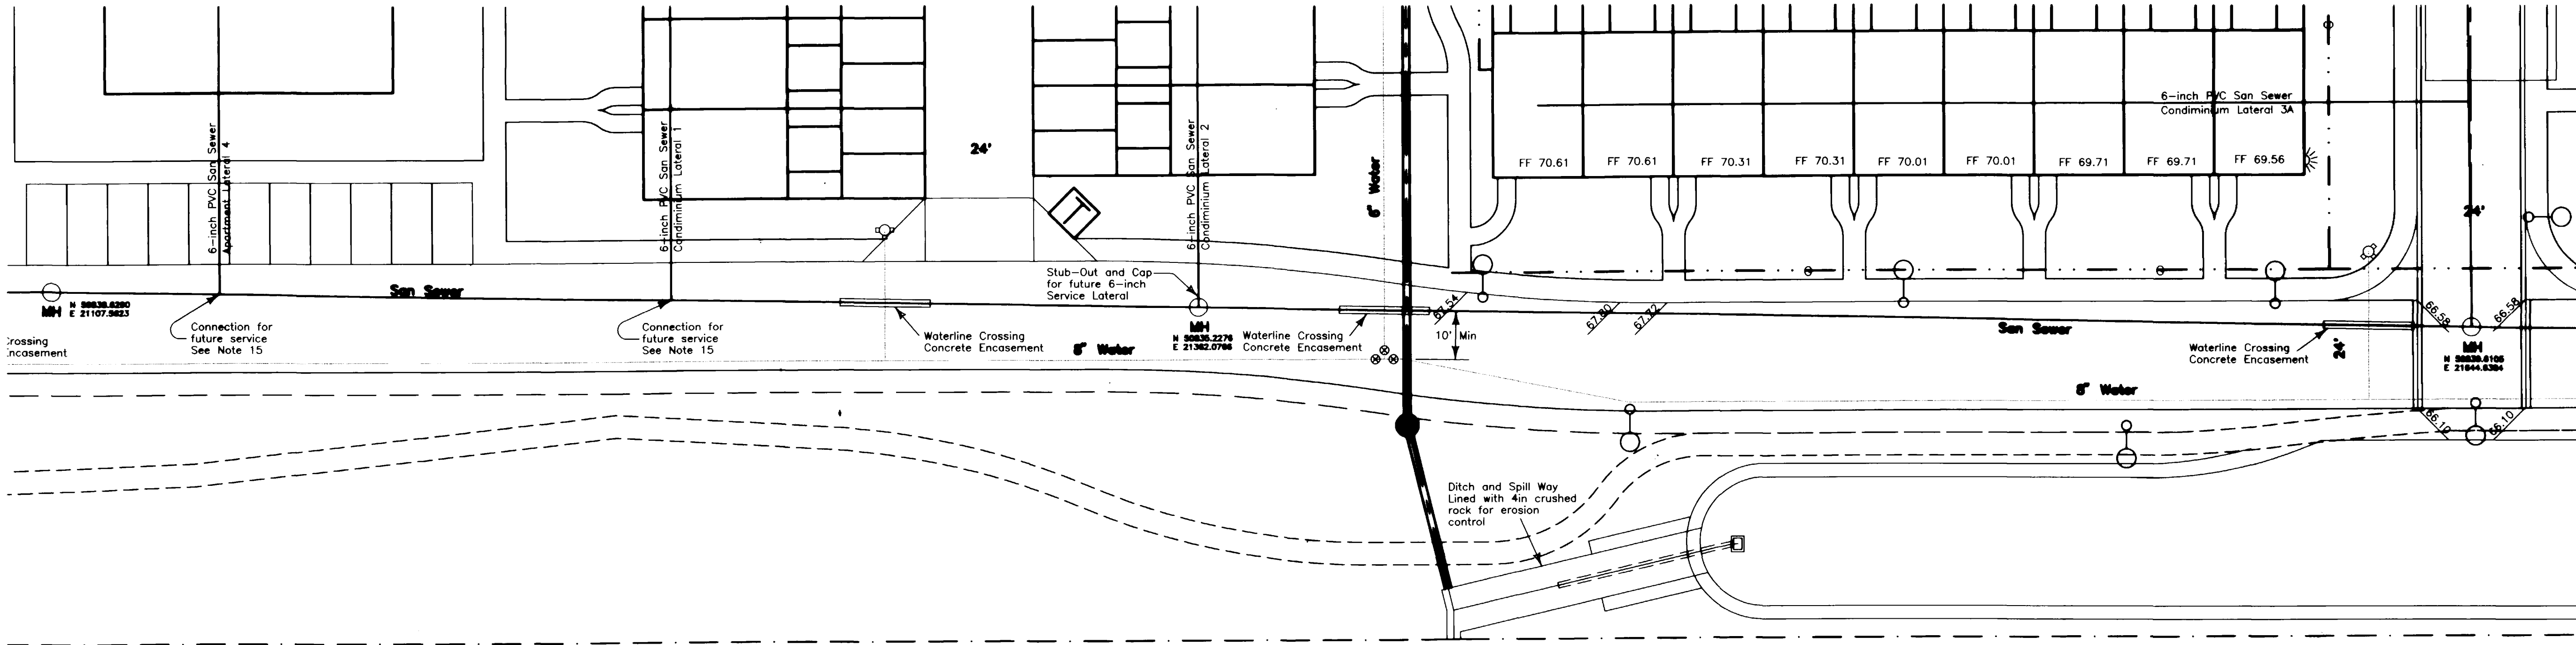 6-inch PVC San Sewer
Apartment Lateral 4
6-inch PVC San Sewer
Condiminium Lateral 1
24'
6-inch PVC San Sewer
Condiminium Lateral 2
6" Water
6-inch PVC San Sewer
Condiminium Lateral 3A
FF 70.61
FF 70.61
FF 70.31
FF 70.31
FF 70.01
FF 70.01
FF 69.71
FF 69.71
FF 69.56
24'
Stub-Out and Cap
for future 6-inch
Service Lateral
San Sewer
MH
Connection for
future service
See Note 15
Connection for
future service
See Note 15
Waterline Crossing
Concrete Encasement
8" Water
MH
Waterline Crossing
Concrete Encasement
67.54
10' Min
67.72
San Sewer
66.58
66.58
Waterline Crossing
Concrete Encasement
24'
MH
8" Water
66.10
66.10
Ditch and Spill Way
Lined with 4in crushed
rock for erosion
control